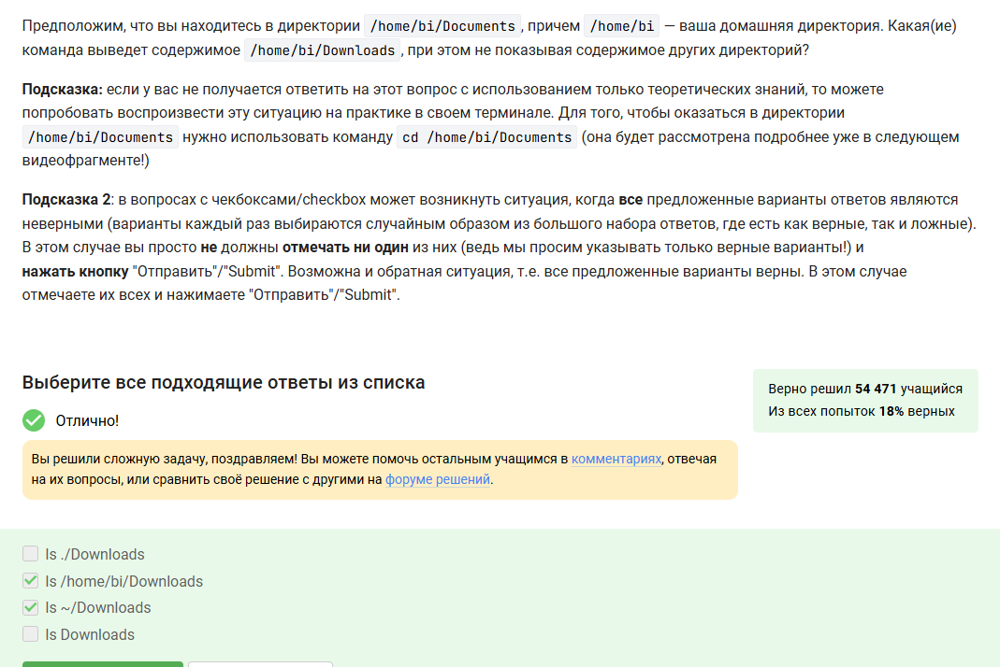 Предположим, что вы находитесь в директории /home/bi/Documents, причем /home/bi — ваша домашняя директория. Какая(ие)
команда выведет содержимое /home/bi/Downloads, при этом не показывая содержимое других директорий?
Подсказка: если у вас не получается ответить на этот вопрос с использованием только теоретических знаний, то можете
попробовать воспроизвести эту ситуацию на практике в своем терминале. Для того, чтобы оказаться в директории
/home/bi/Documents нужно использовать команду cd /home/bi/Documents (она будет рассмотрена подробнее уже в следующем
видеофрагменте!)
Подсказка 2: в вопросах с чекбоксами/checkbox может возникнуть ситуация, когда все предложенные варианты ответов являются
неверными (варианты каждый раз выбираются случайным образом из большого набора ответов, где есть как верные, так и ложные).
В этом случае вы просто не должны отмечать ни один из них (ведь мы просим указывать только верные варианты!) и
нажать кнопку "Отправить"/"Submit". Возможна и обратная ситуация, т.е. все предложенные варианты верны. В этом случае
отмечаете их всех и нажимаете "Отправить"/"Submit".
Выберите все подходящие ответы из списка
Верно решил 54 471 учащийся
Из всех попыток 18% верных
Отлично!
Вы решили сложную задачу, поздравляем! Вы можете помочь остальным учащимся в комментариях, отвечая
на их вопросы, или сравнить своё решение с другими на форуме решений.
ls ./Downloads
ls /home/bi/Downloads
ls ~/Downloads
ls Downloads